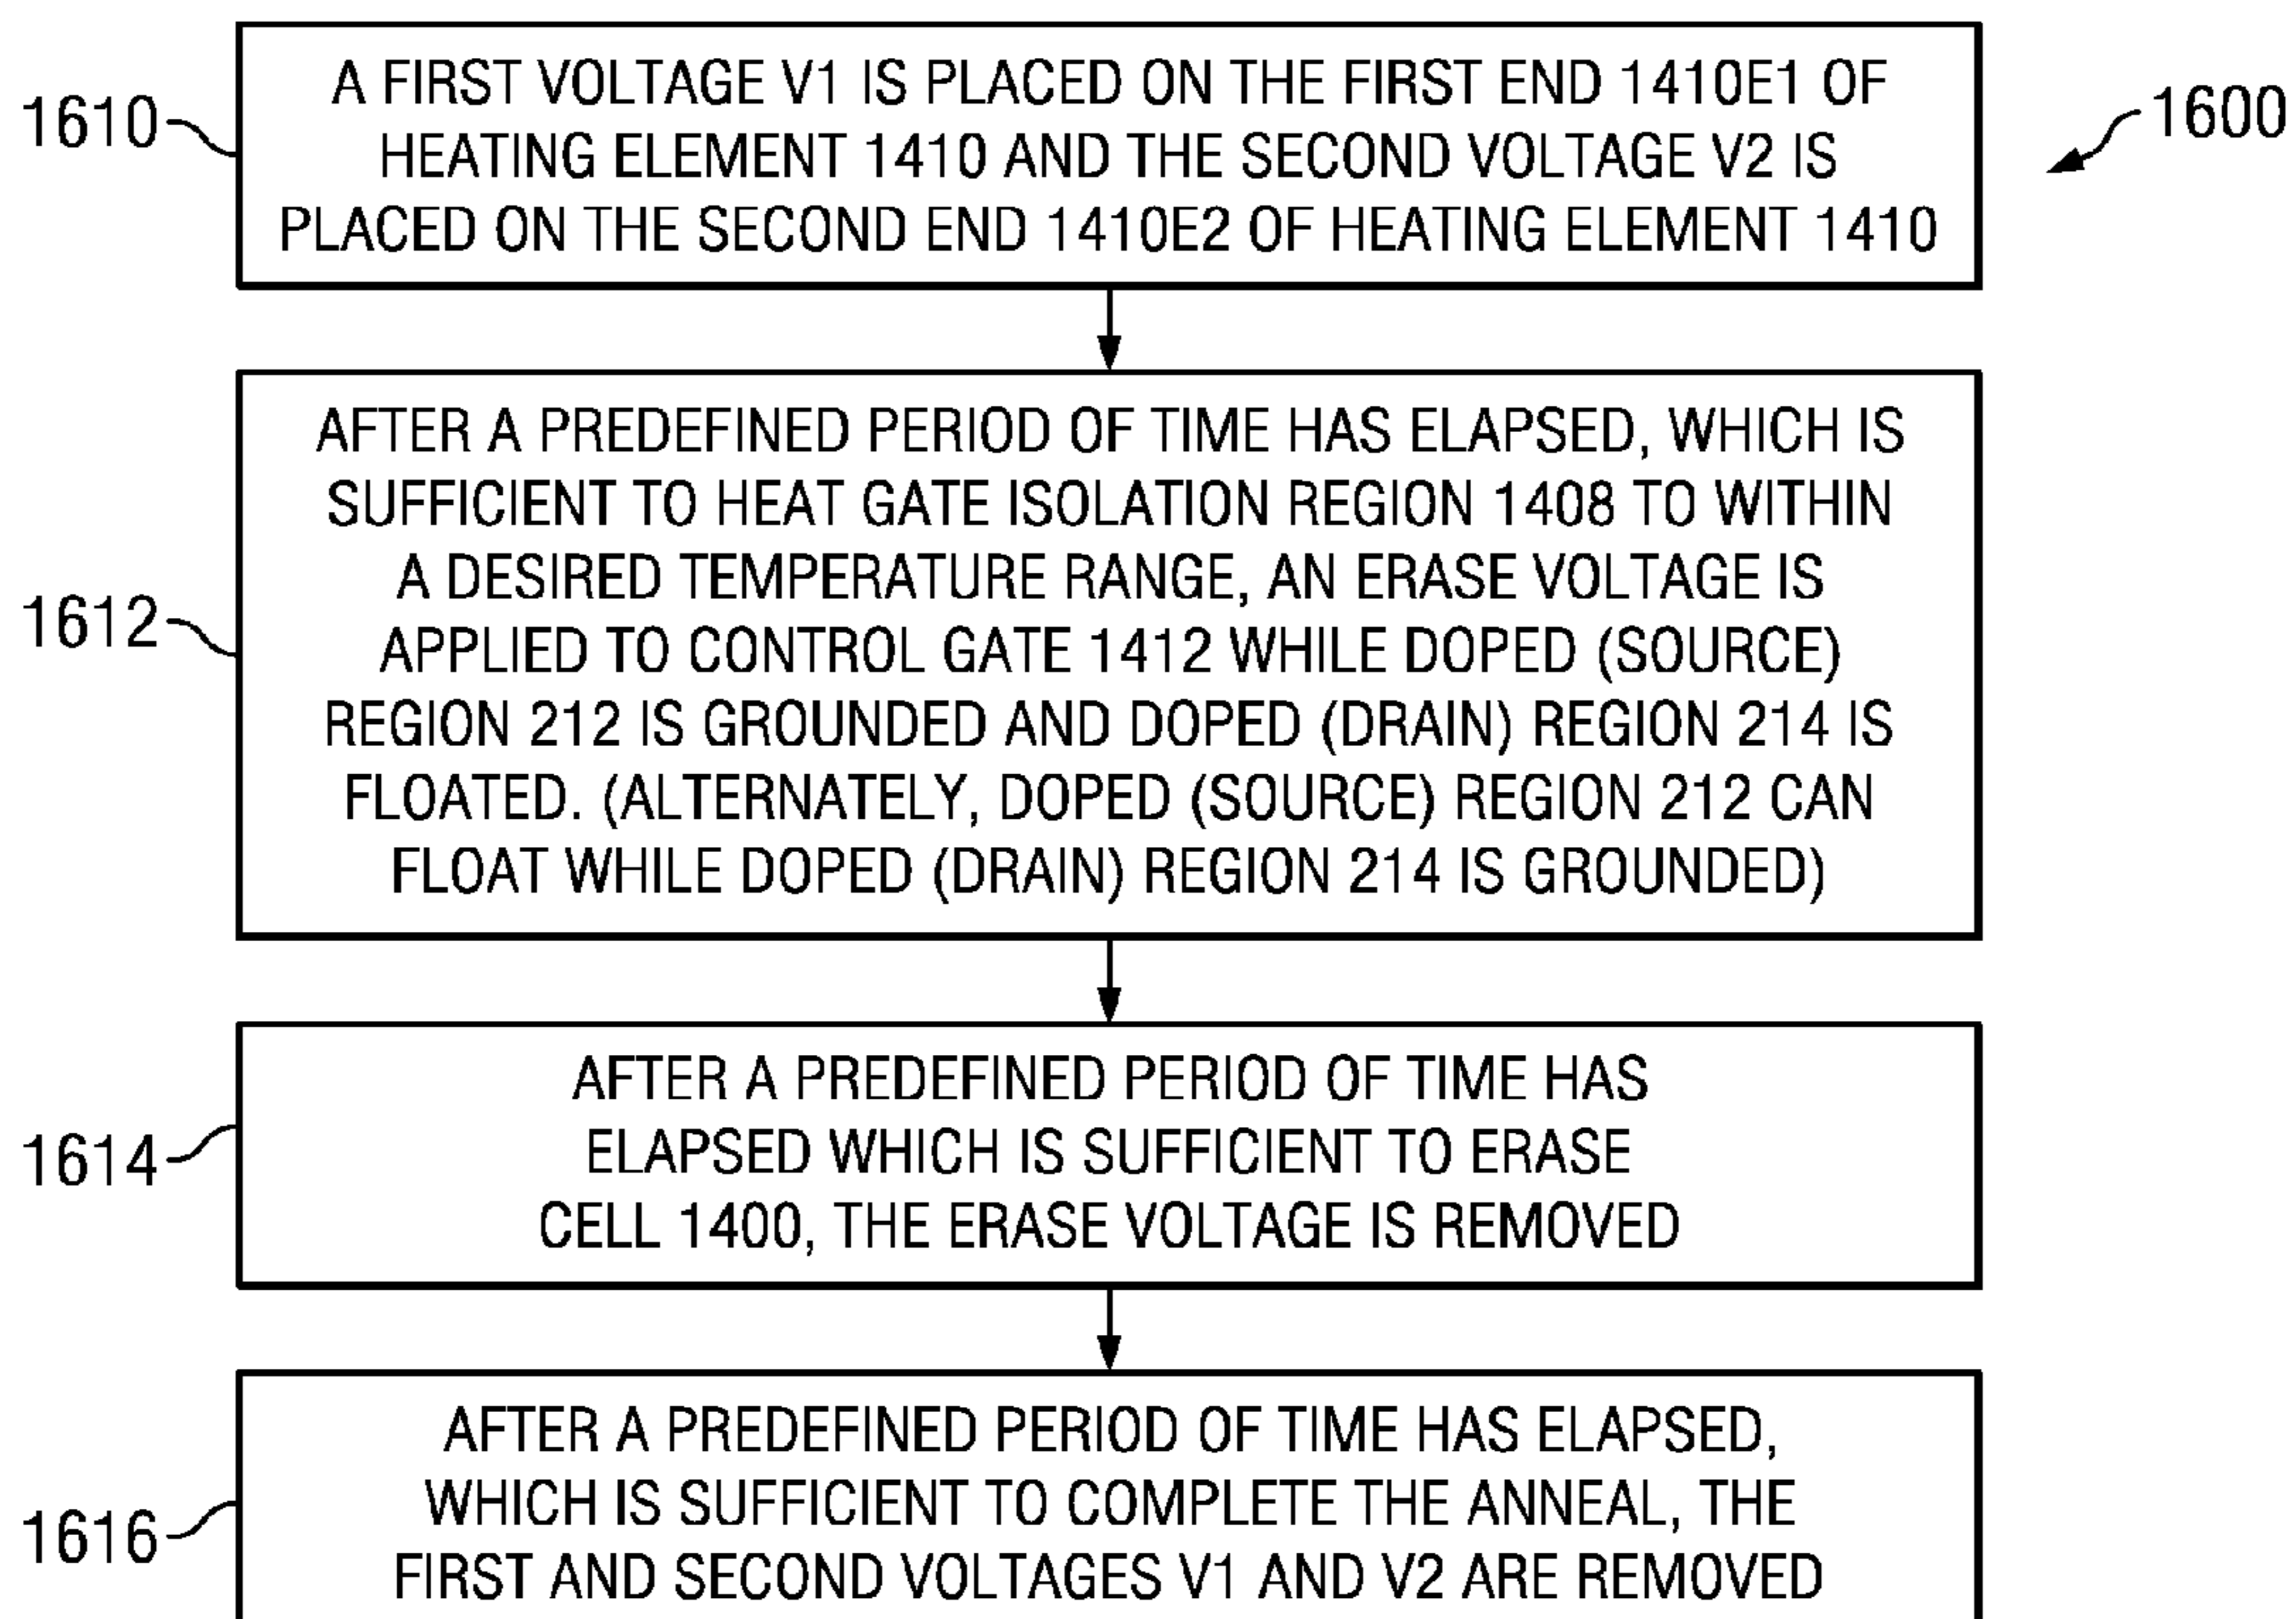 1600
1610
A FIRST VOLTAGE V1 IS PLACED ON THE FIRST END 1410E1 OF
HEATING ELEMENT 1410 AND THE SECOND VOLTAGE V2 IS
PLACED ON THE SECOND END 1410E2 OF HEATING ELEMENT 1410
1612
AFTER A PREDEFINED PERIOD OF TIME HAS ELAPSED, WHICH IS
SUFFICIENT TO HEAT GATE ISOLATION REGION 1408 TO WITHIN
A DESIRED TEMPERATURE RANGE, AN ERASE VOLTAGE IS
APPLIED TO CONTROL GATE 1412 WHILE DOPED (SOURCE)
REGION 212 IS GROUNDED AND DOPED (DRAIN) REGION 214 IS
FLOATED. (ALTERNATELY, DOPED (SOURCE) REGION 212 CAN
FLOAT WHILE DOPED (DRAIN) REGION 214 IS GROUNDED)
1614
AFTER A PREDEFINED PERIOD OF TIME HAS
ELAPSED WHICH IS SUFFICIENT TO ERASE
CELL 1400, THE ERASE VOLTAGE IS REMOVED
1616
AFTER A PREDEFINED PERIOD OF TIME HAS ELAPSED,
WHICH IS SUFFICIENT TO COMPLETE THE ANNEAL, THE
FIRST AND SECOND VOLTAGES V1 AND V2 ARE REMOVED